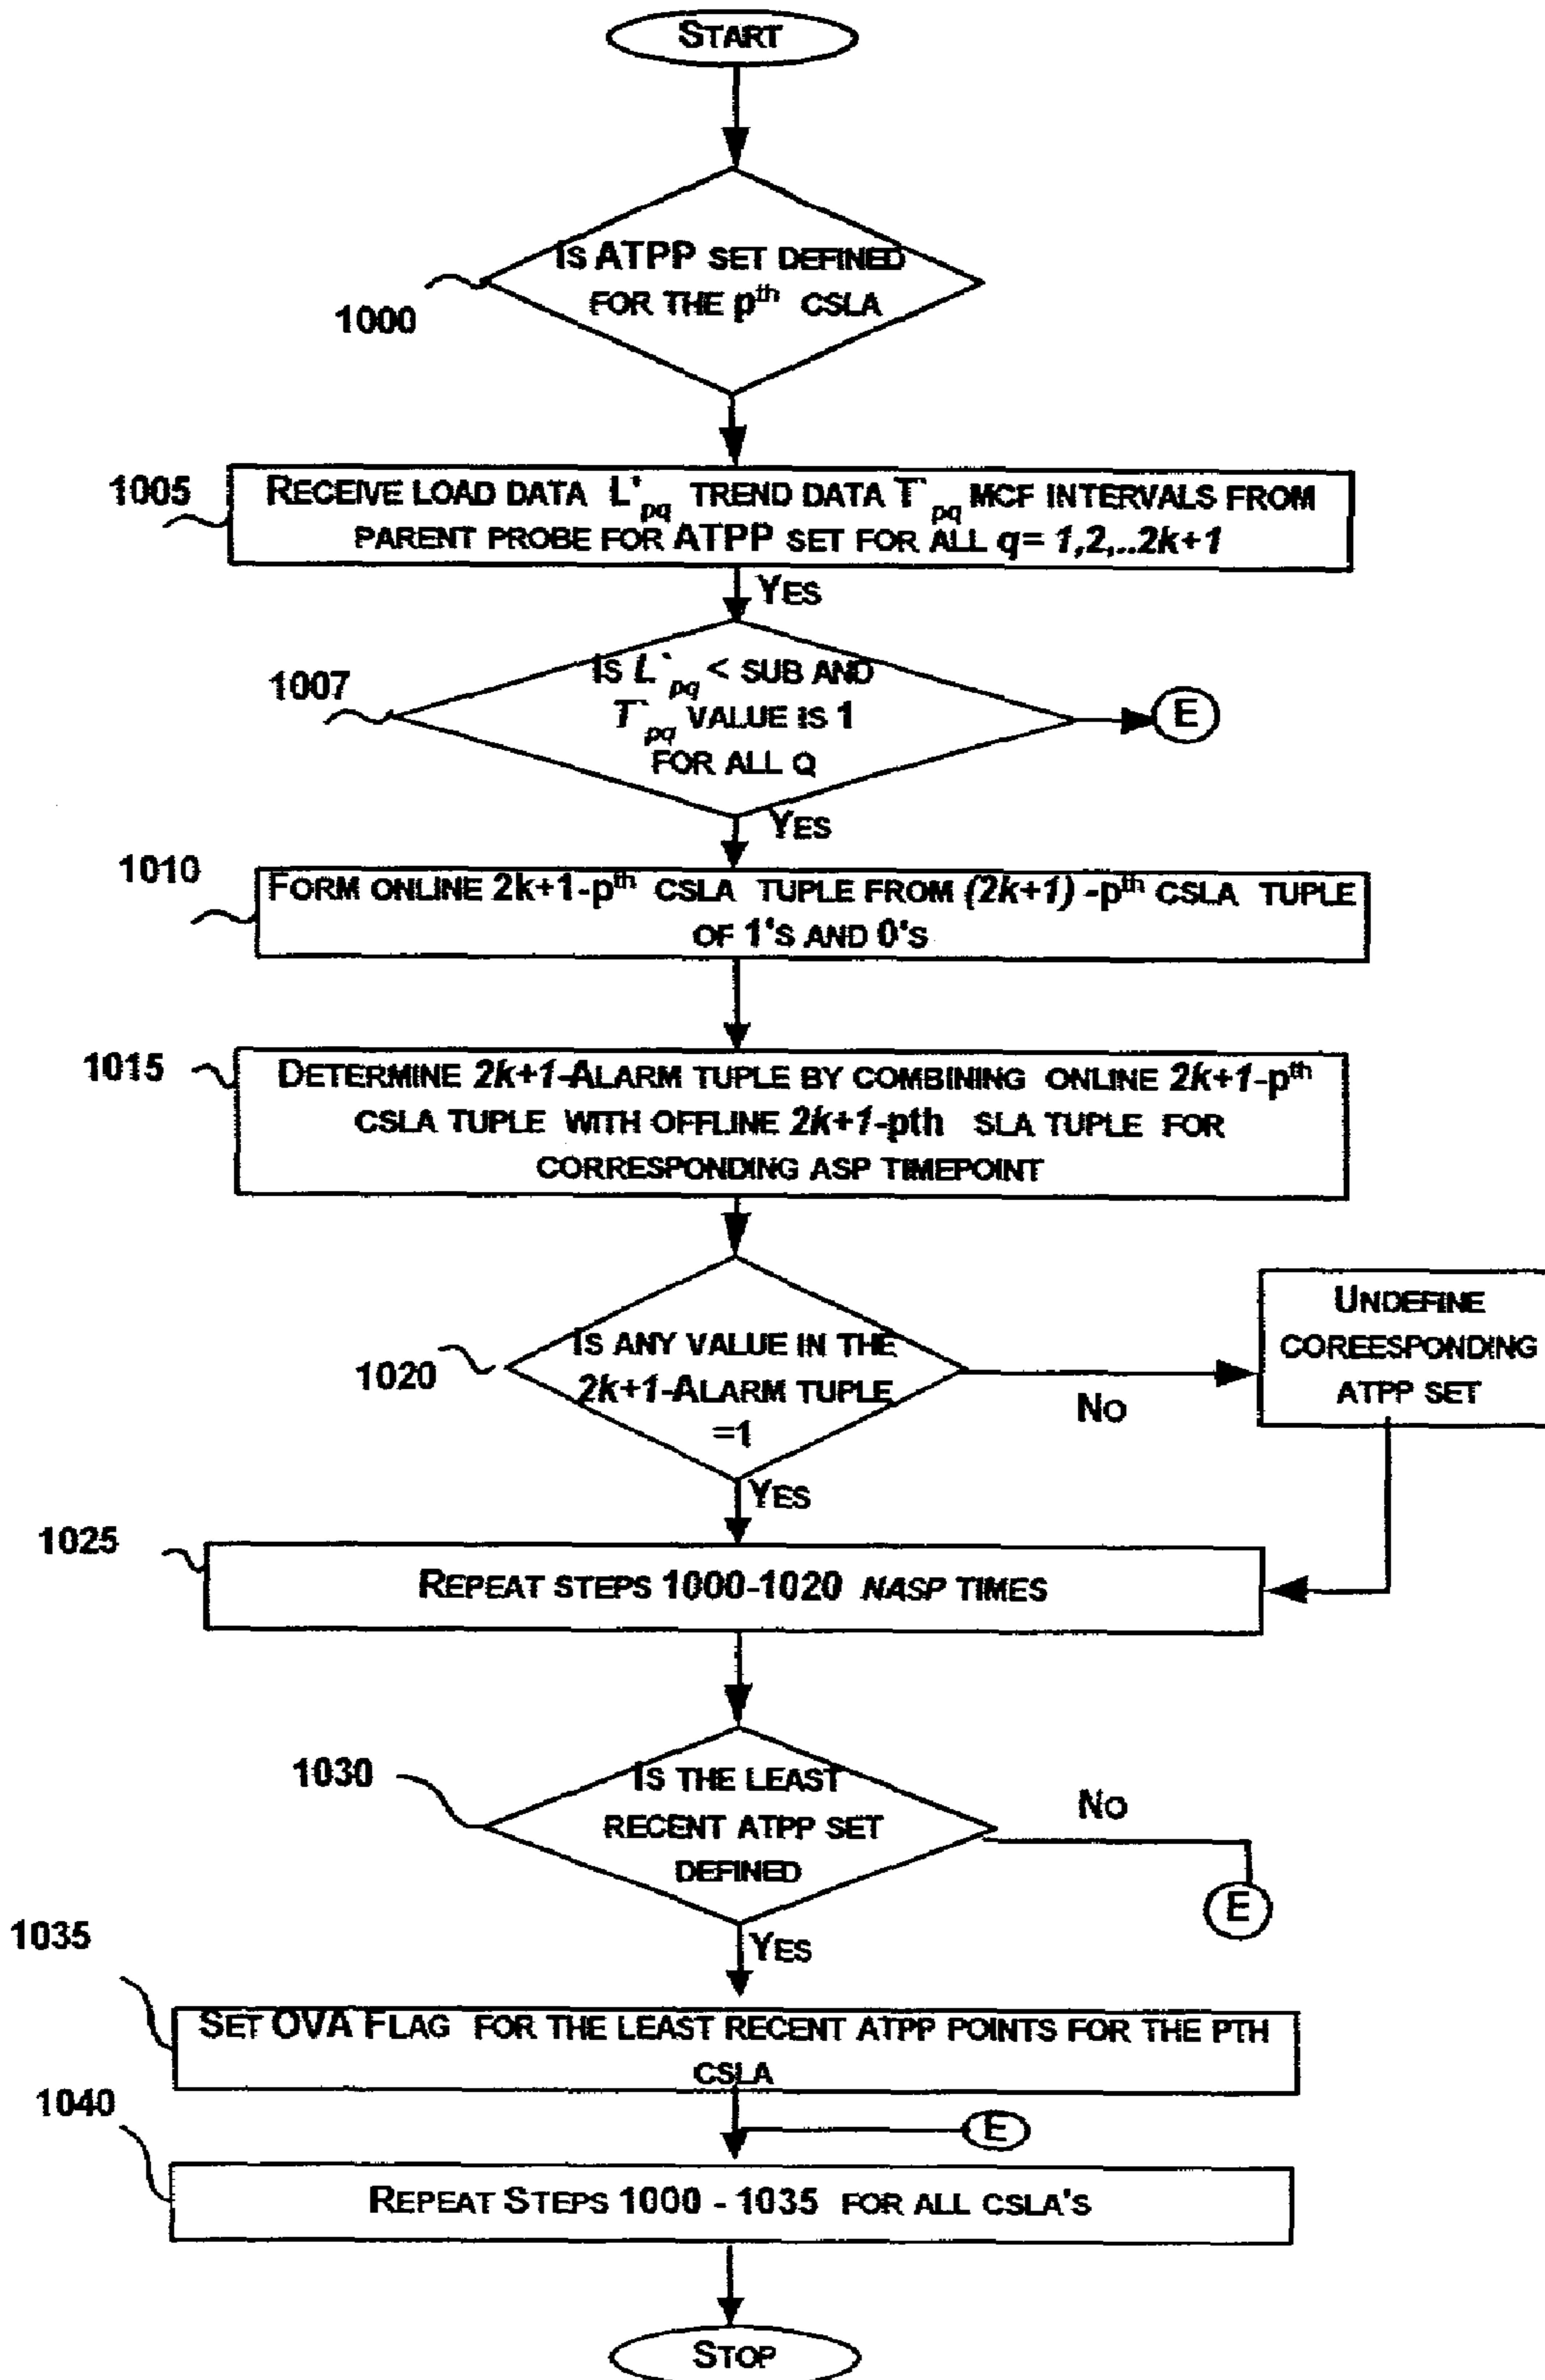 START
IS ATPP SET DEFINED
FOR THE pth CSLA
1000
1005
RECEIVE LOAD DATA L`pq TREND DATA T`pq MCF INTERVALS FROM
PARENT PROBE FOR ATPP SET FOR ALL q= 1,2,..2k+1
YES
1007
IS L`pq < SUB AND
T`pq VALUE IS 1
FOR ALL Q
E
YES
1010
FORM ONLINE 2k+1-pth CSLA TUPLE FROM (2k+1) -pth CSLA TUPLE
OF 1'S AND 0'S
1015
DETERMINE 2k+1-ALARM TUPLE BY COMBINING ONLINE 2k+1-pth
CSLA TUPLE WITH OFFLINE 2k+1-pth SLA TUPLE FOR
CORRESPONDING ASP TIMEPOINT
1020
IS ANY VALUE IN THE
2k+1-ALARM TUPLE
=1
NO
UNDEFINE
COREESPONDING
ATPP SET
YES
1025
REPEAT STEPS 1000-1020 NASP TIMES
1030
IS THE LEAST
RECENT ATPP SET
DEFINED
NO
E
YES
1035
SET OVA FLAG FOR THE LEAST RECENT ATPP POINTS FOR THE PTH
CSLA
1040
E
REPEAT STEPS 1000 - 1035 FOR ALL CSLA'S
STOP